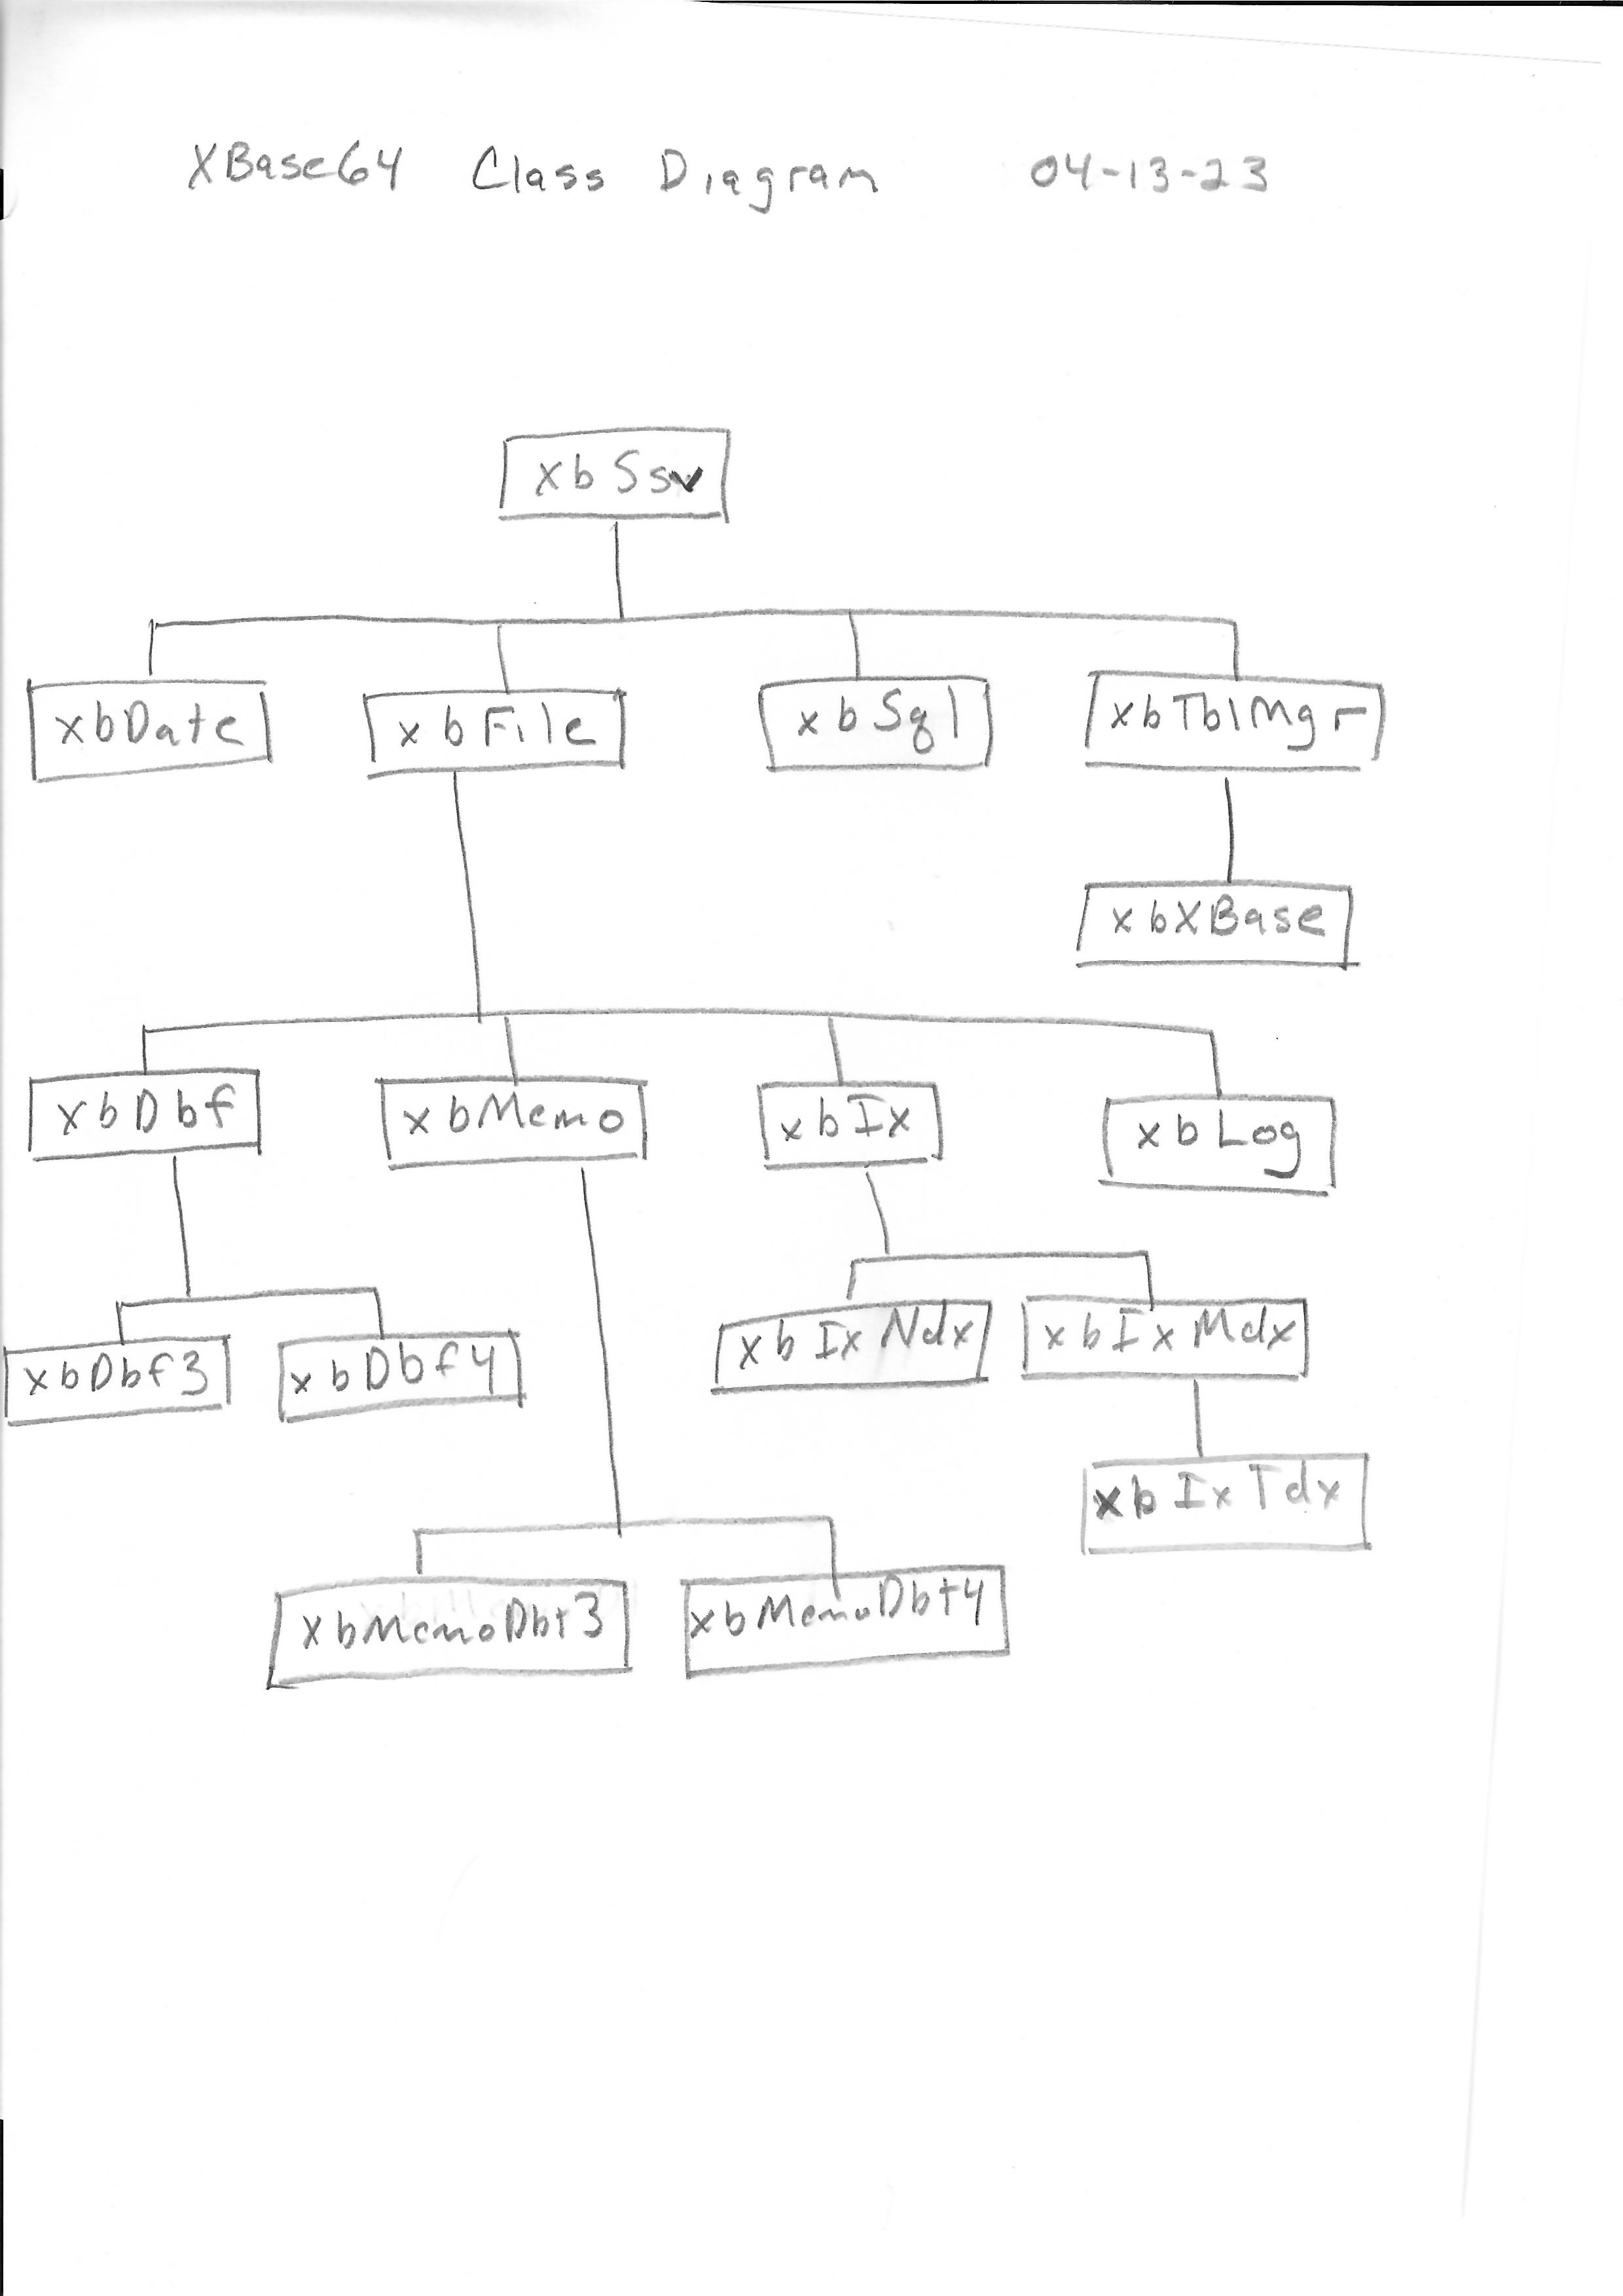 XBase64 Class Diagram 04-13-23
xbSsv
xbDate xbFile xbSql xbTblMgr
xbXBase
xbDbf xbMemo xbIx xbLog
xbIxNdx xbIxMdx
xbDbf3 xbDbf4
xbIxTdx
xbMemoDbt3 xbMemoDbt4